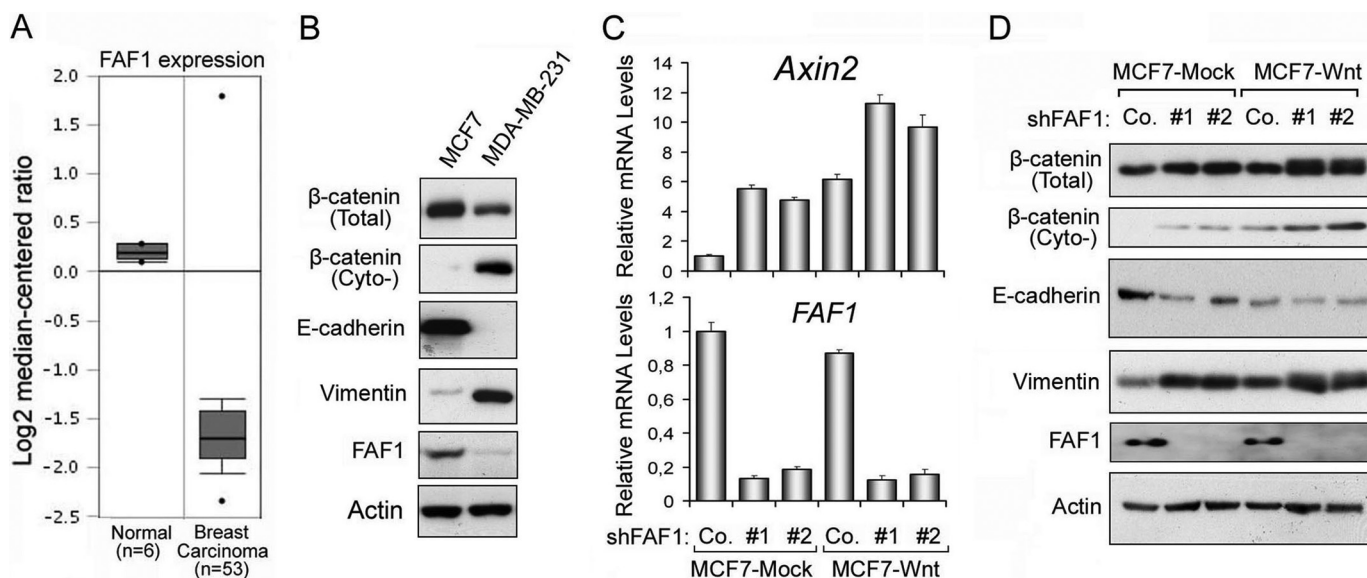 A
FAF1 expression
Log2 median-centered ratio
2.0
1.5
1.0
0.5
0.0
-0.5
-1.0
-1.5
-2.0
-2.5
Normal
(n=6)
Breast
Carcinoma
(n=53)
B
MCF7
MDA-MB-231
β-catenin
(Total)
β-catenin
(Cyto-)
E-cadherin
Vimentin
FAF1
Actin
C
Axin2
Relative mRNA Levels
14
12
10
8
6
4
2
0
FAF1
Relative mRNA Levels
1,2
1
0,8
0,6
0,4
0,2
0
shFAF1: Co. #1 #2 Co. #1 #2
MCF7-Mock MCF7-Wnt
D
MCF7-Mock MCF7-Wnt
shFAF1: Co. #1 #2 Co. #1 #2
β-catenin
(Total)
β-catenin
(Cyto-)
E-cadherin
Vimentin
FAF1
Actin